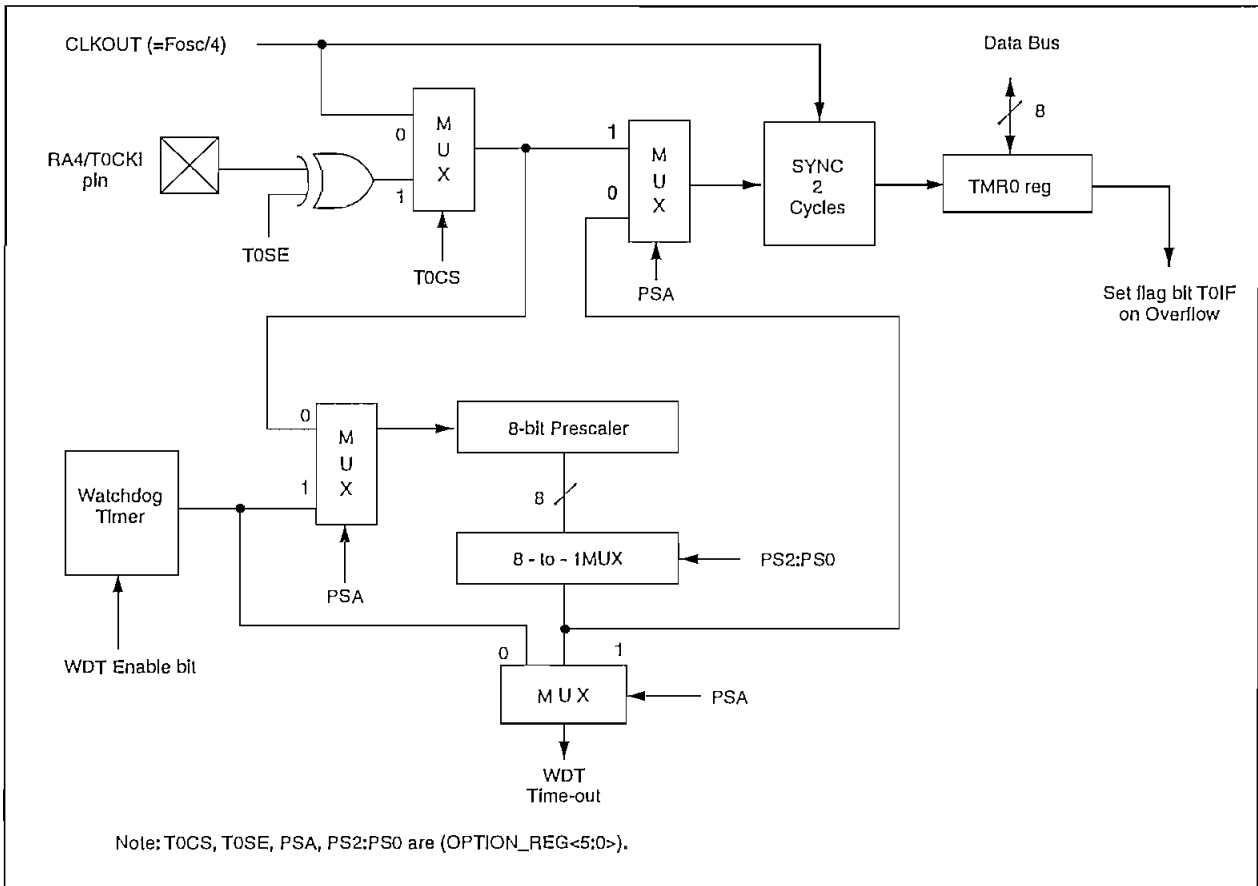 CLKOUT (=Fosc/4)
Data Bus
8
RA4/T0CKI
pin
T0SE
0
1
M
U
X
T0CS
1
0
M
U
X
PSA
SYNC
2
Cycles
TMR0 reg
Set flag bit T0IF
on Overflow
0
1
M
U
X
PSA
8-bit Prescaler
8
8 - to - 1MUX
PS2:PS0
Watchdog
Timer
WDT Enable bit
0
1
M U X
PSA
WDT
Time-out
Note: T0CS, T0SE, PSA, PS2:PS0 are (OPTION_REG<5:0>).